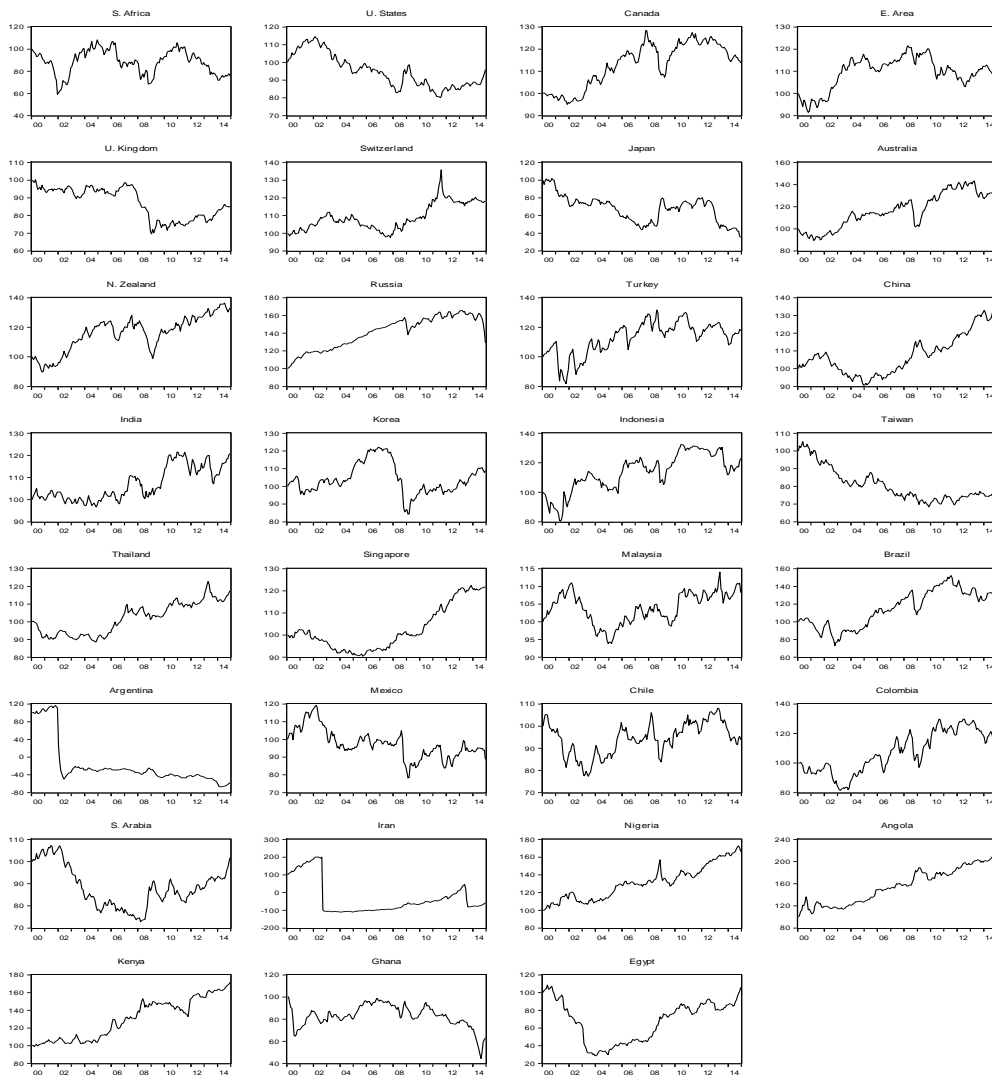 S. Africa
120
100
80
60
40
00 02 04 06 08 10 12 14
U. States
120
110
100
90
80
70
00 02 04 06 08 10 12 14
Canada
130
120
110
100
90
00 02 04 06 08 10 12 14
E. Area
130
120
110
100
90
00 02 04 06 08 10 12 14
U. Kingdom
110
100
90
80
70
60
00 02 04 06 08 10 12 14
Switzerland
140
130
120
110
100
90
00 02 04 06 08 10 12 14
Japan
120
100
80
60
40
20
00 02 04 06 08 10 12 14
Australia
160
140
120
100
80
00 02 04 06 08 10 12 14
N. Zealand
140
120
100
80
00 02 04 06 08 10 12 14
Russia
180
160
140
120
100
80
00 02 04 06 08 10 12 14
Turkey
140
120
100
80
00 02 04 06 08 10 12 14
China
140
130
120
110
100
90
00 02 04 06 08 10 12 14
India
130
120
110
100
90
00 02 04 06 08 10 12 14
Korea
130
120
110
100
90
80
00 02 04 06 08 10 12 14
Indonesia
140
120
100
80
00 02 04 06 08 10 12 14
Taiwan
110
100
90
80
70
60
00 02 04 06 08 10 12 14
Thailand
130
120
110
100
90
80
00 02 04 06 08 10 12 14
Singapore
130
120
110
100
90
00 02 04 06 08 10 12 14
Malaysia
115
110
105
100
95
90
00 02 04 06 08 10 12 14
Brazil
160
140
120
100
80
60
00 02 04 06 08 10 12 14
Argentina
120
80
40
0
-40
-80
00 02 04 06 08 10 12 14
Mexico
120
110
100
90
80
70
00 02 04 06 08 10 12 14
Chile
110
100
90
80
70
00 02 04 06 08 10 12 14
Colombia
140
120
100
80
00 02 04 06 08 10 12 14
S. Arabia
110
100
90
80
70
00 02 04 06 08 10 12 14
Iran
300
200
100
0
-100
-200
00 02 04 06 08 10 12 14
Nigeria
180
160
140
120
100
80
00 02 04 06 08 10 12 14
Angola
240
200
160
120
80
00 02 04 06 08 10 12 14
Kenya
180
160
140
120
100
80
00 02 04 06 08 10 12 14
Ghana
120
100
80
60
40
00 02 04 06 08 10 12 14
Egypt
120
100
80
60
40
20
00 02 04 06 08 10 12 14